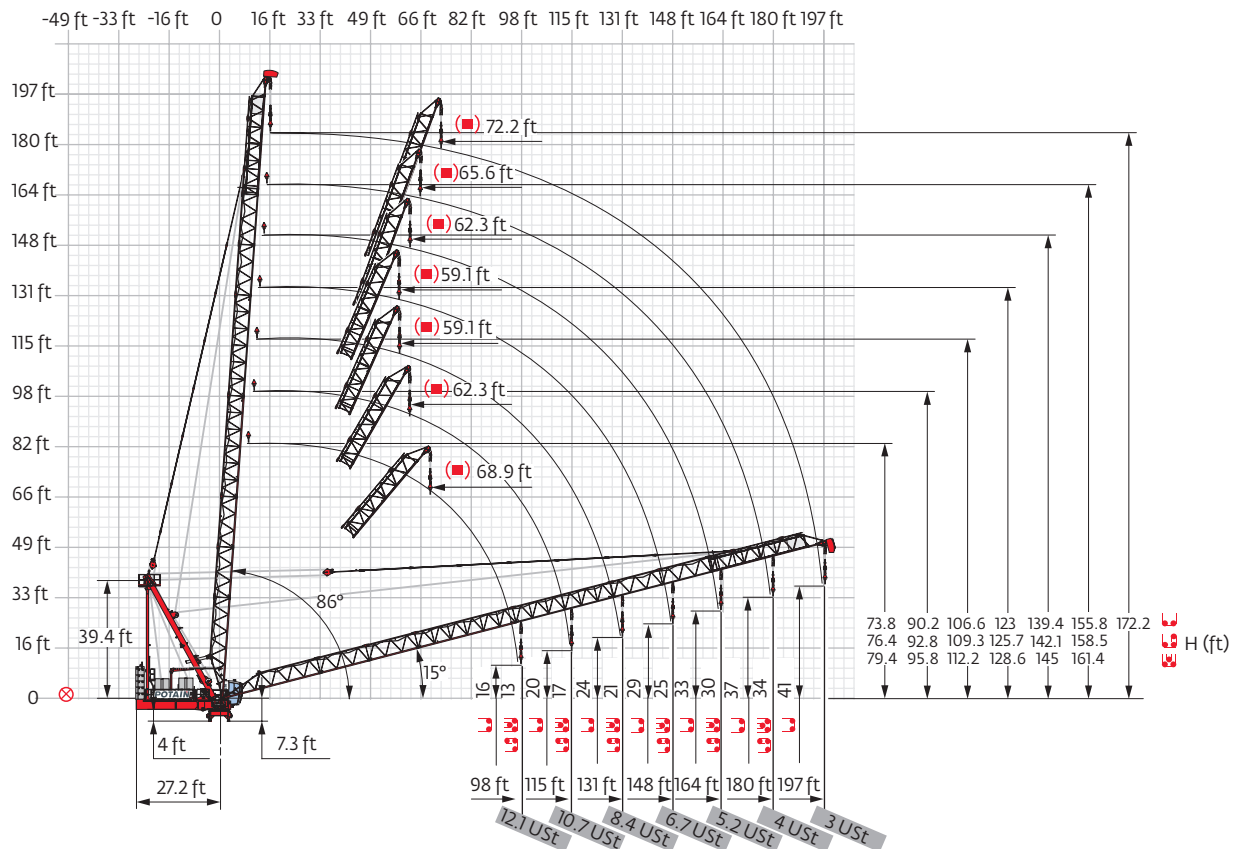 -49 ft -33 ft -16 ft 0 16 ft 33 ft 49 ft 66 ft 82 ft 98 ft 115 ft 131 ft 148 ft 164 ft 180 ft 197 ft
197 ft
180 ft
164 ft
148 ft
131 ft
115 ft
98 ft
82 ft
66 ft
49 ft
33 ft
16 ft
0
72.2 ft
65.6 ft
62.3 ft
59.1 ft
59.1 ft
62.3 ft
68.9 ft
86°
15°
39.4 ft
POTAIN
4 ft
7.3 ft
27.2 ft
73.8 90.2 106.6 123 139.4 155.8 172.2
76.4 92.8 109.3 125.7 142.1 158.5
79.4 95.8 112.2 128.6 145 161.4
H (ft)
16 13 20 17 24 21 29 25 33 30 37 34 41
98 ft 115 ft 131 ft 148 ft 164 ft 180 ft 197 ft
12.1 USt 10.7 USt 8.4 USt 6.7 USt 5.2 USt 4 USt 3 USt